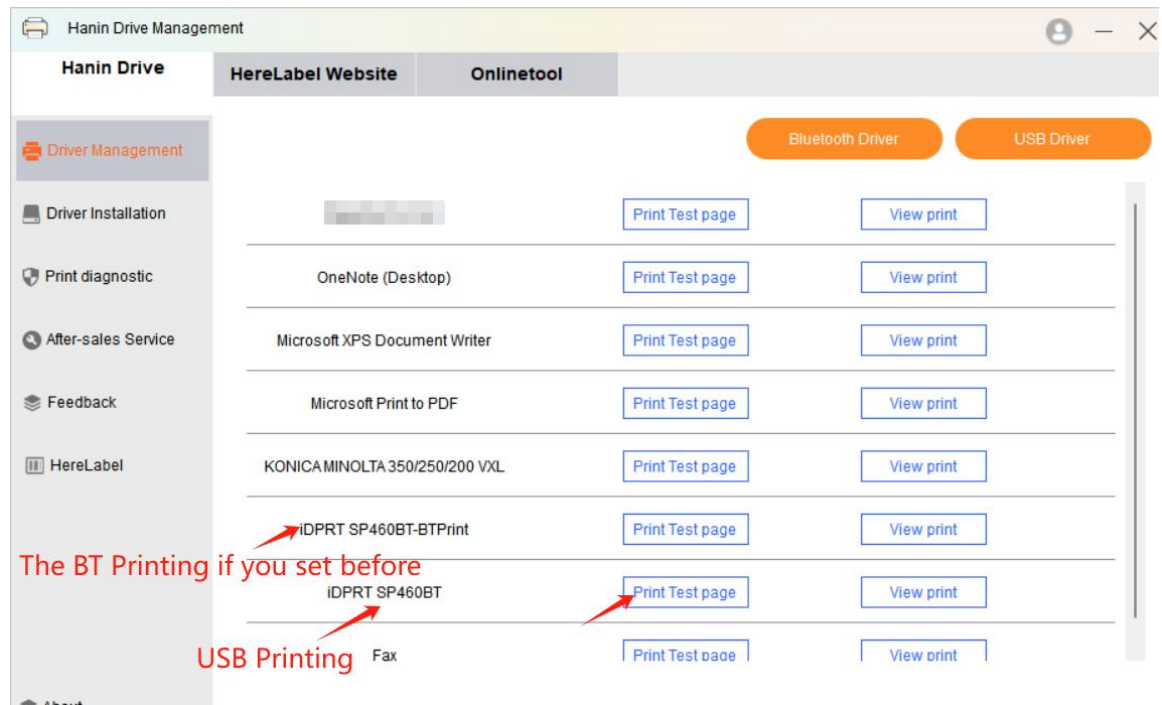 Hanin Drive Management
Hanin Drive HereLabel Website Onlinetool
Bluetooth Driver USB Driver
Driver Management
Driver Installation Print Test page View print
Print diagnostic OneNote (Desktop) Print Test page View print
After-sales Service Microsoft XPS Document Writer Print Test page View print
Feedback Microsoft Print to PDF Print Test page View print
HereLabel KONICA MINOLTA 350/250/200 VXL Print Test page View print
iDPRT SP460BT-BTPrint Print Test page View print
The BT Printing if you set before
iDPRT SP460BT Print Test page View print
USB Printing Fax Print Test page View print
About